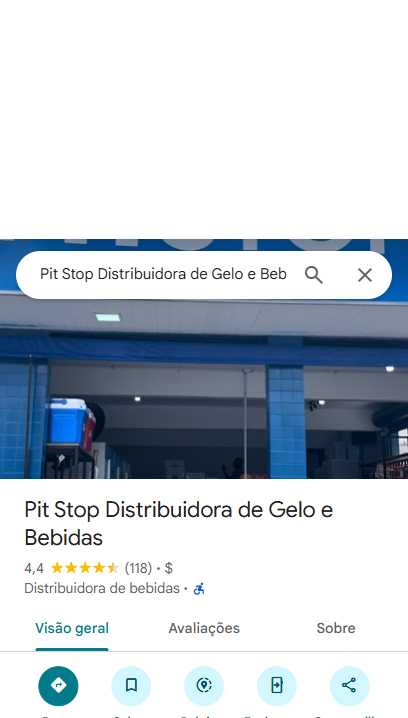 Pit Stop Distribuidora de Gelo e Beb
Pit Stop Distribuidora de Gelo e
Bebidas
4,4 (118) • $
Distribuidora de bebidas •
Visão geral
Avaliações
Sobre